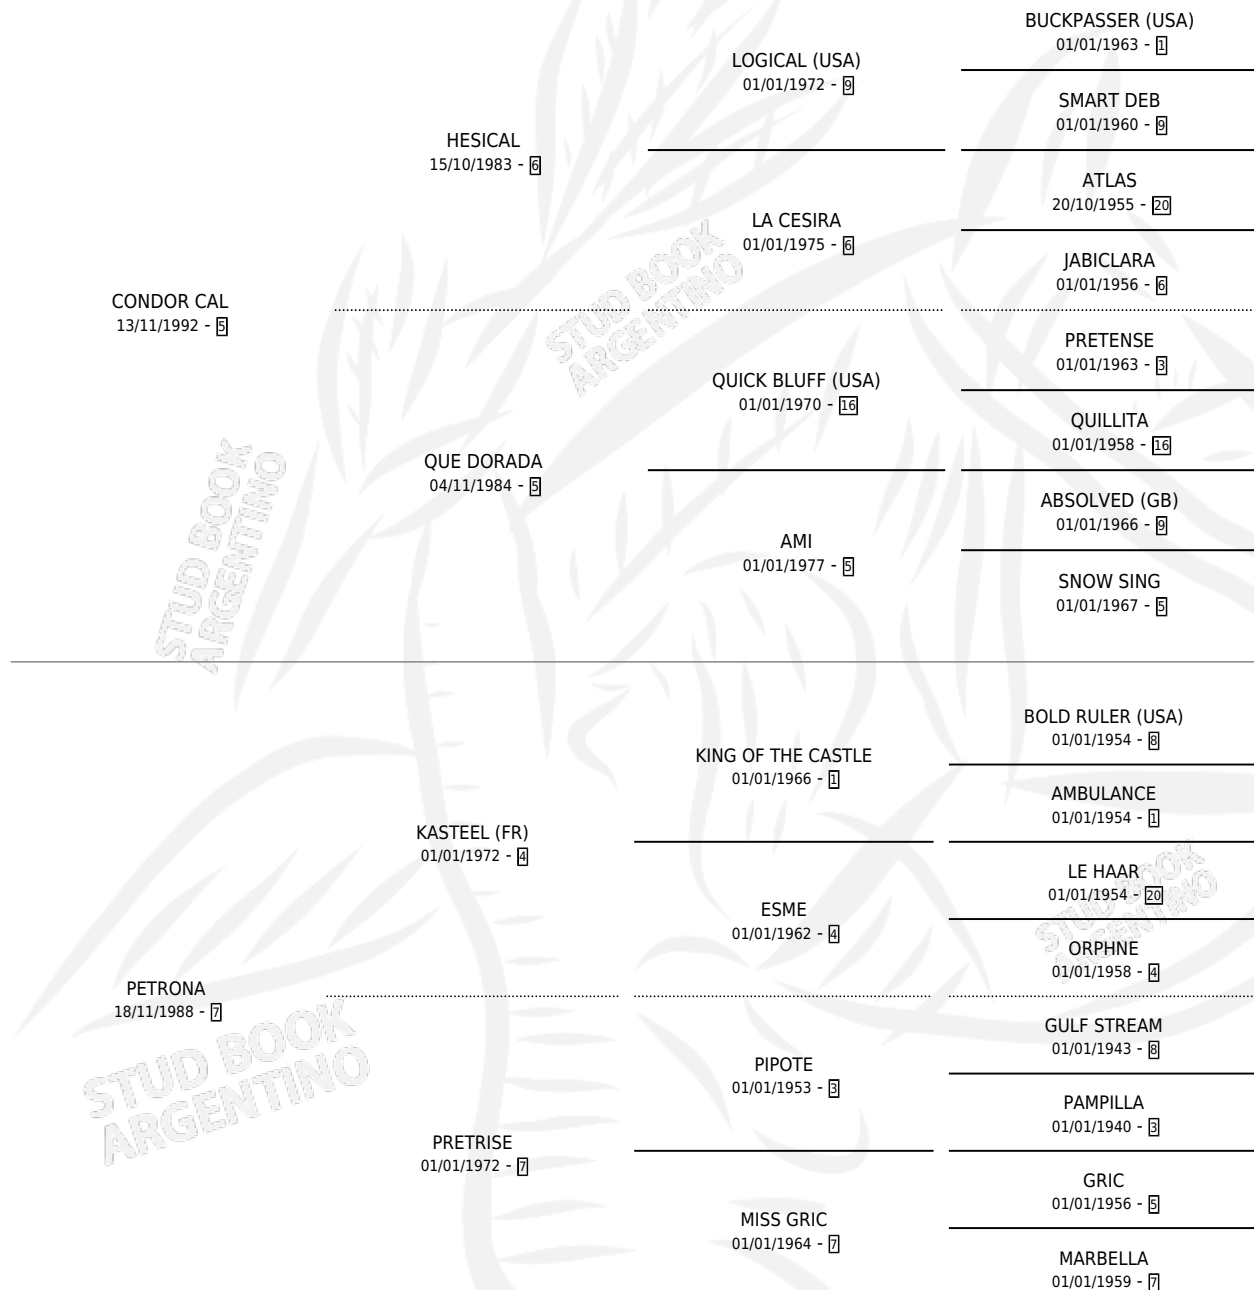 BUCKPASSER (USA)
01/01/1963 - 1
LOGICAL (USA)
01/01/1972 - 9
SMART DEB
01/01/1960 - 9
HESICAL
15/10/1983 - 6
ATLAS
20/10/1955 - 20
LA CESIRA
01/01/1975 - 6
JABICLARA
01/01/1956 - 6
CONDOR CAL
13/11/1992 - 5
STUD BOOK
ARGENTINO
PRETENSE
01/01/1963 - 3
QUICK BLUFF (USA)
01/01/1970 - 16
QUILLITA
01/01/1958 - 16
QUE DORADA
04/11/1984 - 5
ABSOLVED (GB)
01/01/1966 - 9
AMI
01/01/1977 - 5
SNOW SING
01/01/1967 - 5
STUD BOOK
ARGENTINO
BOLD RULER (USA)
01/01/1954 - 8
KING OF THE CASTLE
01/01/1966 - 1
AMBULANCE
01/01/1954 - 1
KASTEEL (FR)
01/01/1972 - 4
LE HAAR
01/01/1954 - 20
ESME
01/01/1962 - 4
STUD BOOK
ARGENTINO
ORPHNE
01/01/1958 - 4
PETRONA
18/11/1988 - 7
STUD BOOK
ARGENTINO
GULF STREAM
01/01/1943 - 8
PIPOTE
01/01/1953 - 3
PAMPILLA
01/01/1940 - 3
PRETRISE
01/01/1972 - 7
GRIC
01/01/1956 - 5
MISS GRIC
01/01/1964 - 7
MARBELLA
01/01/1959 - 7